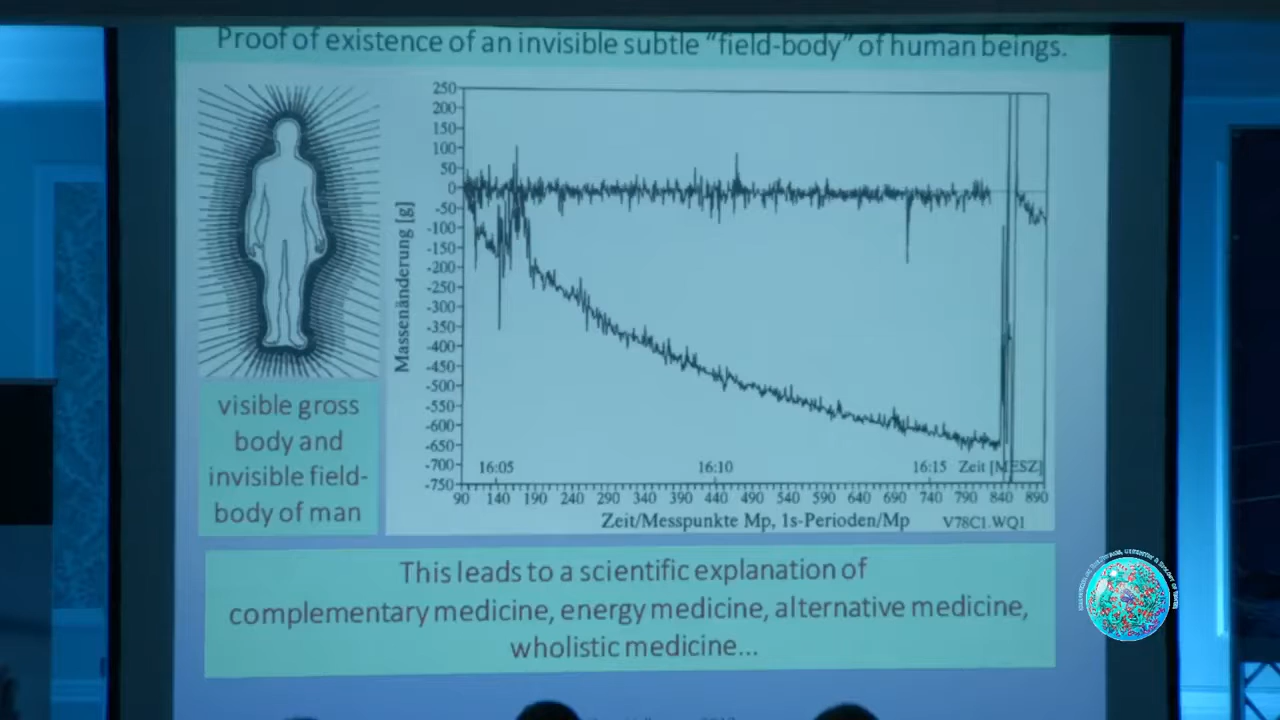 Proof of existence of an invisible subtle “field-body” of human beings.
250
200
150
100
50
0
-50
-100
-150
-200
-250
-300
-350
-400
-450
-500
-550
-600
-650
-700
-750
Massenänderung [g]
16:05 16:10 16:15 Zeit [MESZ]
90 140 190 240 290 340 390 440 490 540 590 640 690 740 790 840 890
Zeit/Messpunkte Mp, 1s-Perioden/Mp V78C1.WQ1
visible gross
body and
invisible field-
body of man
This leads to a scientific explanation of
complementary medicine, energy medicine, alternative medicine,
wholistic medicine...